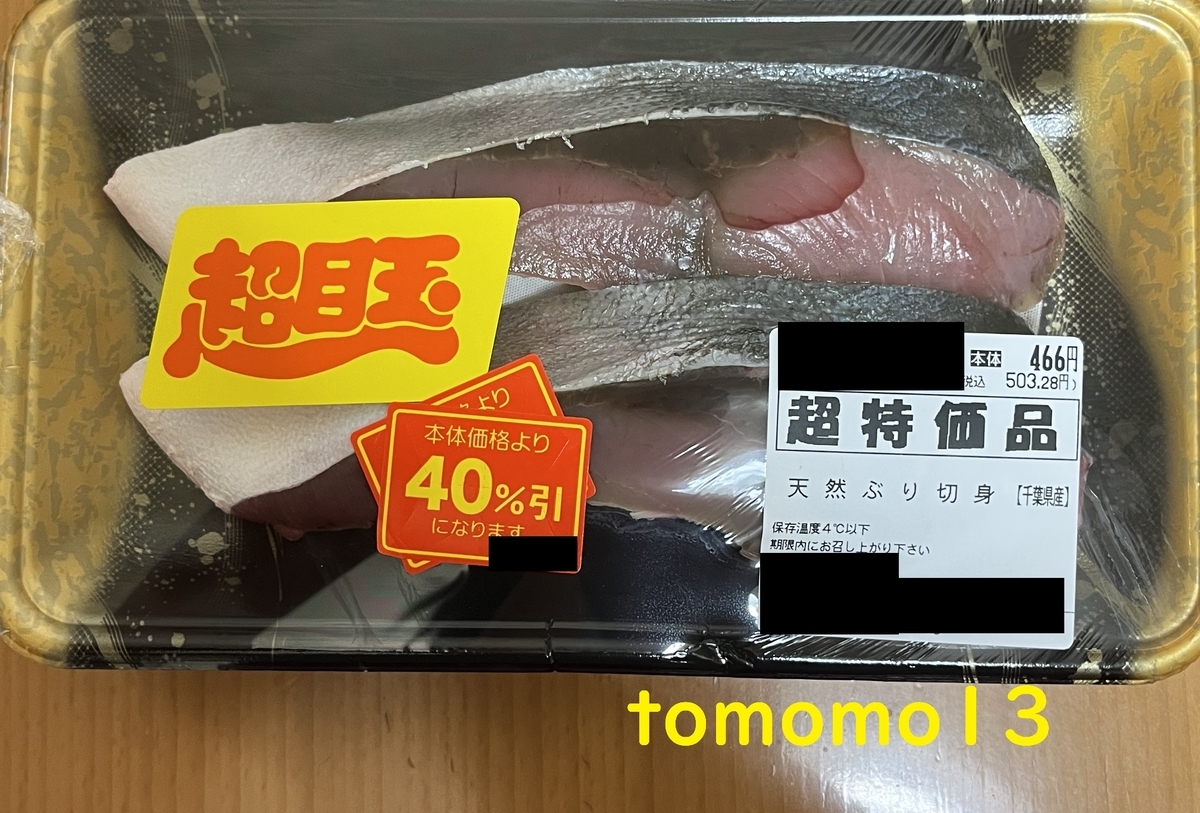 超目玉
本体 466円
税込 503.28円)
超特価品
天然ぶり切身 【千葉県産】
保存温度4℃以下
期限内にお召し上がり下さい
より
本体価格より
40%引
になります
tomomo13